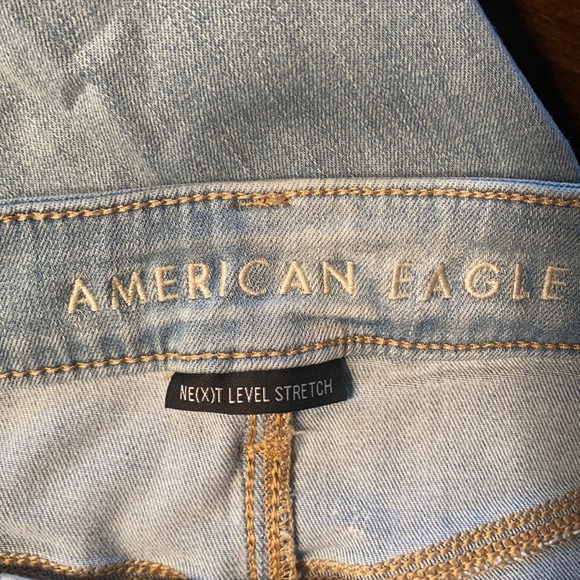 AMERICAN EAGLE
NE(X)T LEVEL STRETCH